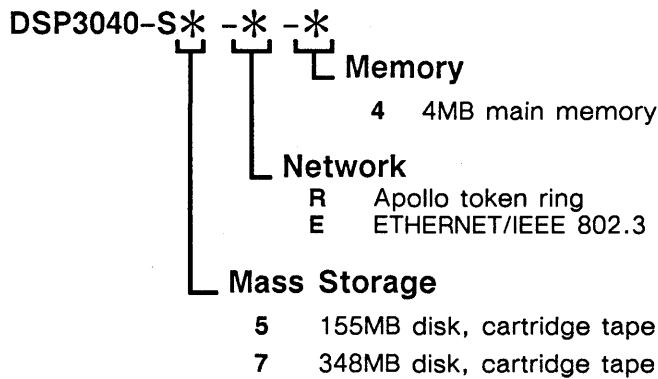 DSP3040-S* -* -*
Memory
4 4MB main memory
Network
R Apollo token ring
E ETHERNET/IEEE 802.3
Mass Storage
5 155MB disk, cartridge tape
7 348MB disk, cartridge tape